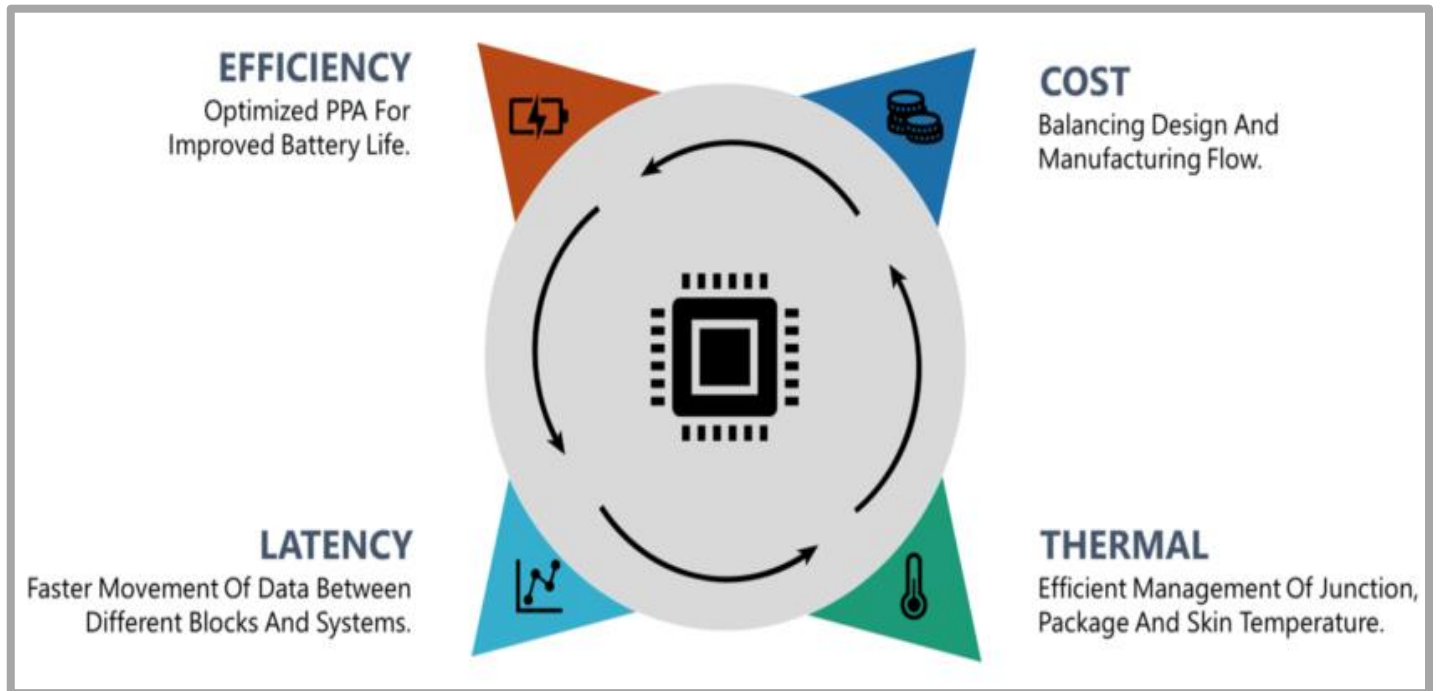 EFFICIENCY
Optimized PPA For
Improved Battery Life.
COST
Balancing Design And
Manufacturing Flow.
LATENCY
Faster Movement Of Data Between
Different Blocks And Systems.
THERMAL
Efficient Management Of Junction,
Package And Skin Temperature.